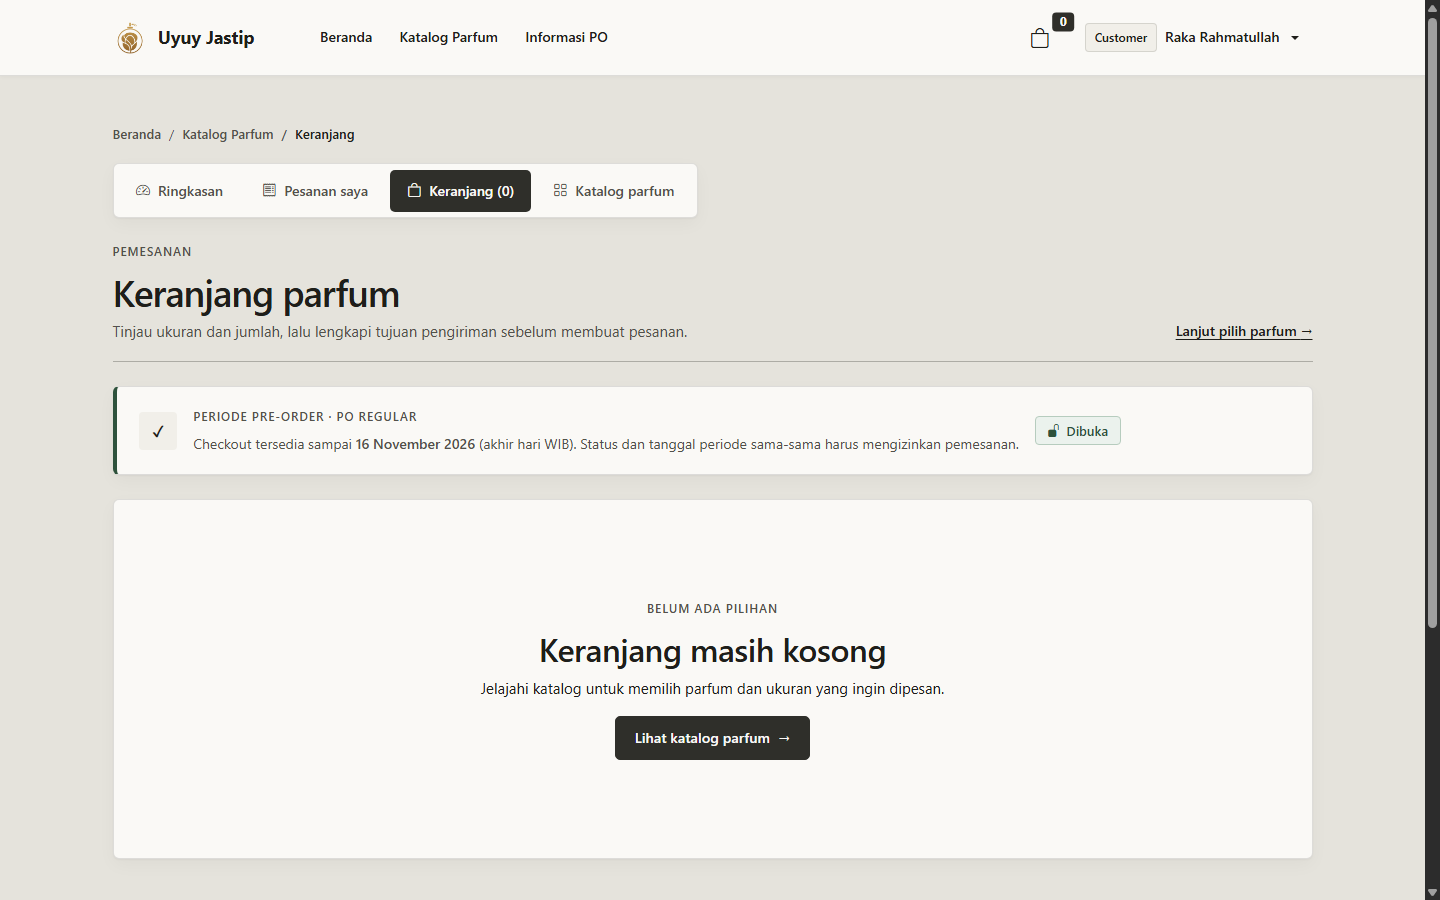 Uyuy Jastip
Beranda
Katalog Parfum
Informasi PO
0
Customer
Raka Rahmatullah
Beranda / Katalog Parfum / Keranjang
Ringkasan
Pesanan saya
Keranjang (0)
Katalog parfum
PEMESANAN
Keranjang parfum
Tinjau ukuran dan jumlah, lalu lengkapi tujuan pengiriman sebelum membuat pesanan.
Lanjut pilih parfum →
PERIODE PRE-ORDER · PO REGULAR
Checkout tersedia sampai 16 November 2026 (akhir hari WIB). Status dan tanggal periode sama-sama harus mengizinkan pemesanan.
Dibuka
BELUM ADA PILIHAN
Keranjang masih kosong
Jelajahi katalog untuk memilih parfum dan ukuran yang ingin dipesan.
Lihat katalog parfum →